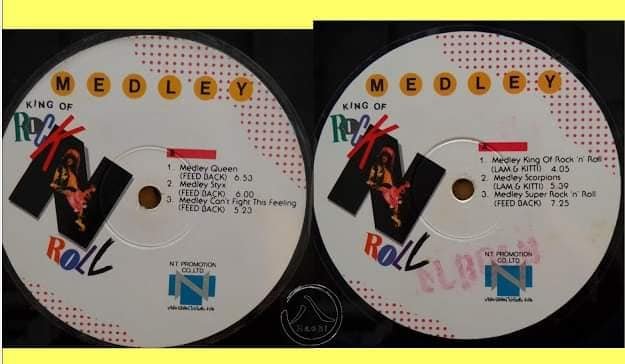 MEDLEY
KING OF
ROCK
N
ROLL
1. Medley Queen
(FEED BACK) 6.53
2. Medley Styx
(FEED BACK) 6.00
3. Medley Can't Fight This Feeling
(FEED BACK) 5.23
N.T. PROMOTION
CO.,LTD
N
MEDLEY
KING OF
ROCK
N
ROLL
1. Medley King Of Rock 'n' Roll
(LAM & KITTI) 4.05
2. Medley Scorpions
(LAM & KITTI) 5.39
3. Medley Super Rock 'n' Roll
(FEED BACK) 7.25
N.T. PROMOTION
CO.,LTD
N